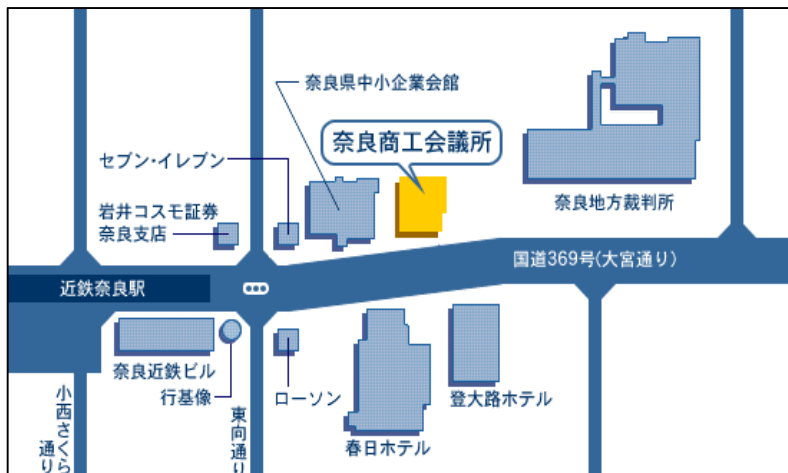 奈良県中小企業会館
奈良商工会議所
セブン・イレブン
岩井コスモ証券
奈良支店
奈良地方裁判所
国道369号(大宮通り)
近鉄奈良駅
奈良近鉄ビル
行基像
ローソン
登大路ホテル
春日ホテル
小西さくら
通り
東向通り